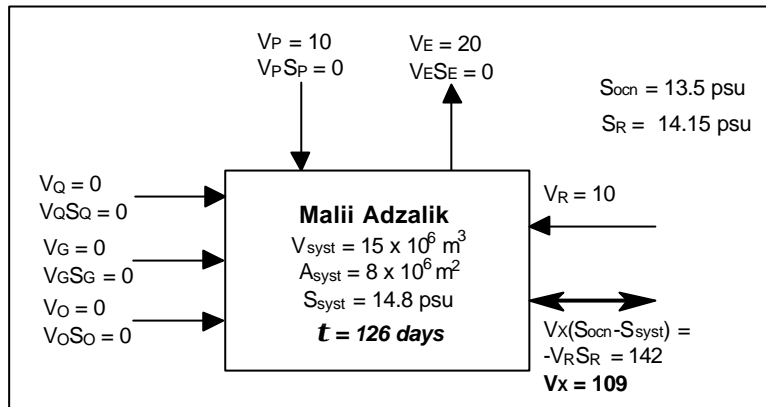 VP = 10
VPSP = 0
VE = 20
VESE = 0
Socn = 13.5 psu
SR = 14.15 psu
VQ = 0
VQSQ = 0
VG = 0
VGSG = 0
VO = 0
VOSO = 0
Malii Adzalik
Vsyst = 15 x 10⁶ m³
Asyst = 8 x 10⁶ m²
Ssyst = 14.8 psu
t = 126 days
VR = 10
VX(Socn-Ssyst) =
-VRSR = 142
VX = 109